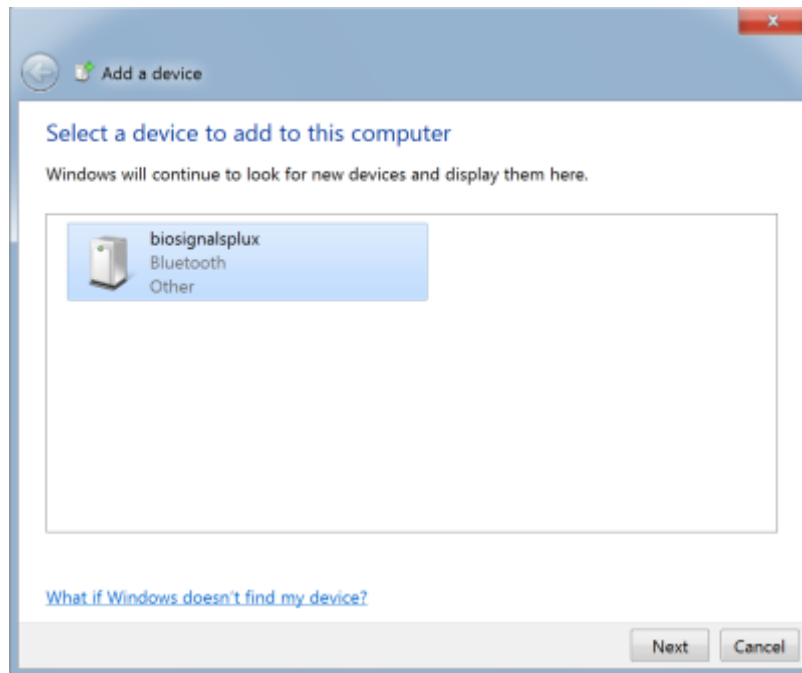 Add a device
Select a device to add to this computer
Windows will continue to look for new devices and display them here.
biosignalsplux
Bluetooth
Other
What if Windows doesn't find my device?
Next Cancel